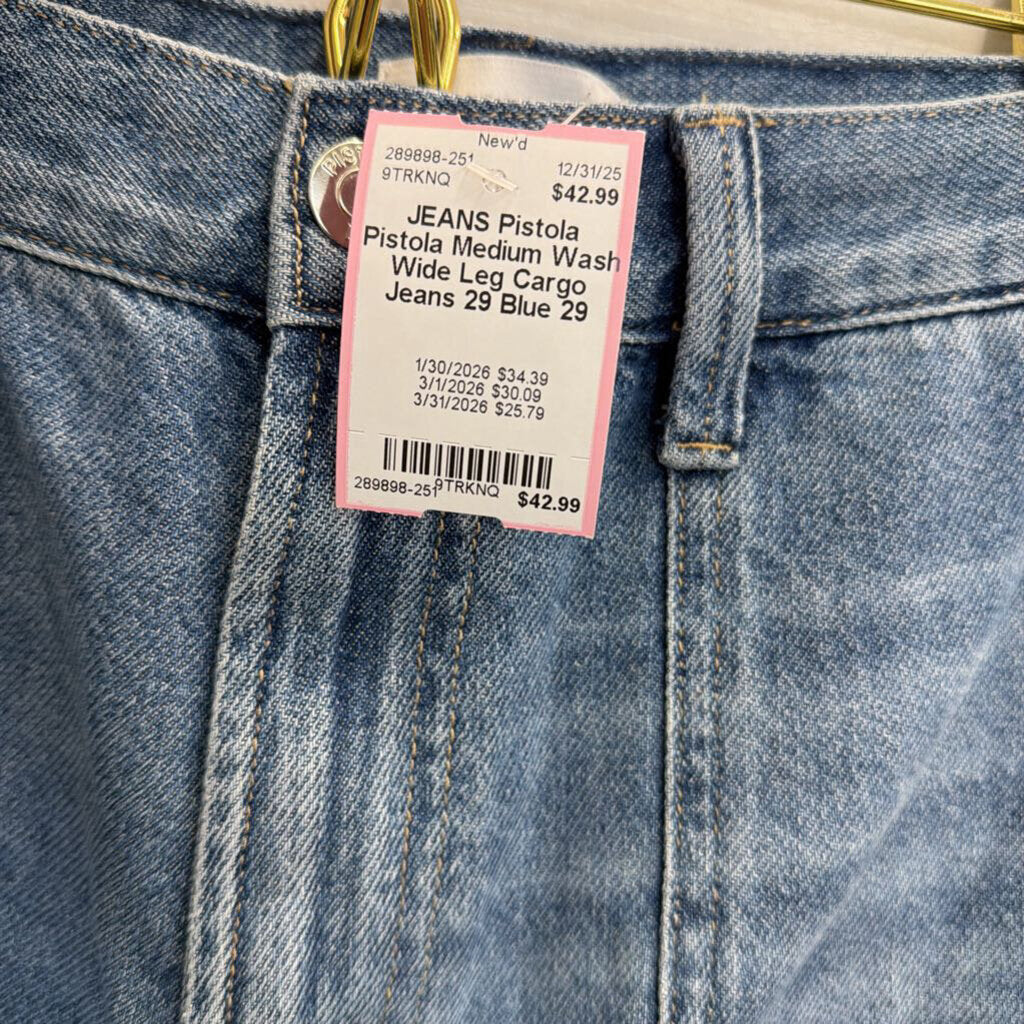 New'd
289898-251
12/31/25
9TRKNQ
$42.99
JEANS Pistola
Pistola Medium Wash
Wide Leg Cargo
Jeans 29 Blue 29
1/30/2026 $34.39
3/1/2026 $30.09
3/31/2026 $25.79
289898-251 9TRKNQ $42.99
PIS